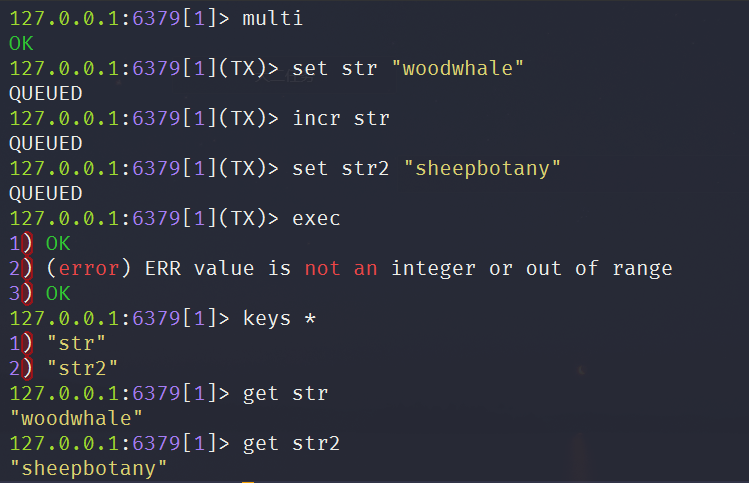 127.0.0.1:6379[1]> multi
OK
127.0.0.1:6379[1](TX)> set str "woodwhale"
QUEUED
127.0.0.1:6379[1](TX)> incr str
QUEUED
127.0.0.1:6379[1](TX)> set str2 "sheepbotany"
QUEUED
127.0.0.1:6379[1](TX)> exec
1) OK
2) (error) ERR value is not an integer or out of range
3) OK
127.0.0.1:6379[1]> keys *
1) "str"
2) "str2"
127.0.0.1:6379[1]> get str
"woodwhale"
127.0.0.1:6379[1]> get str2
"sheepbotany"